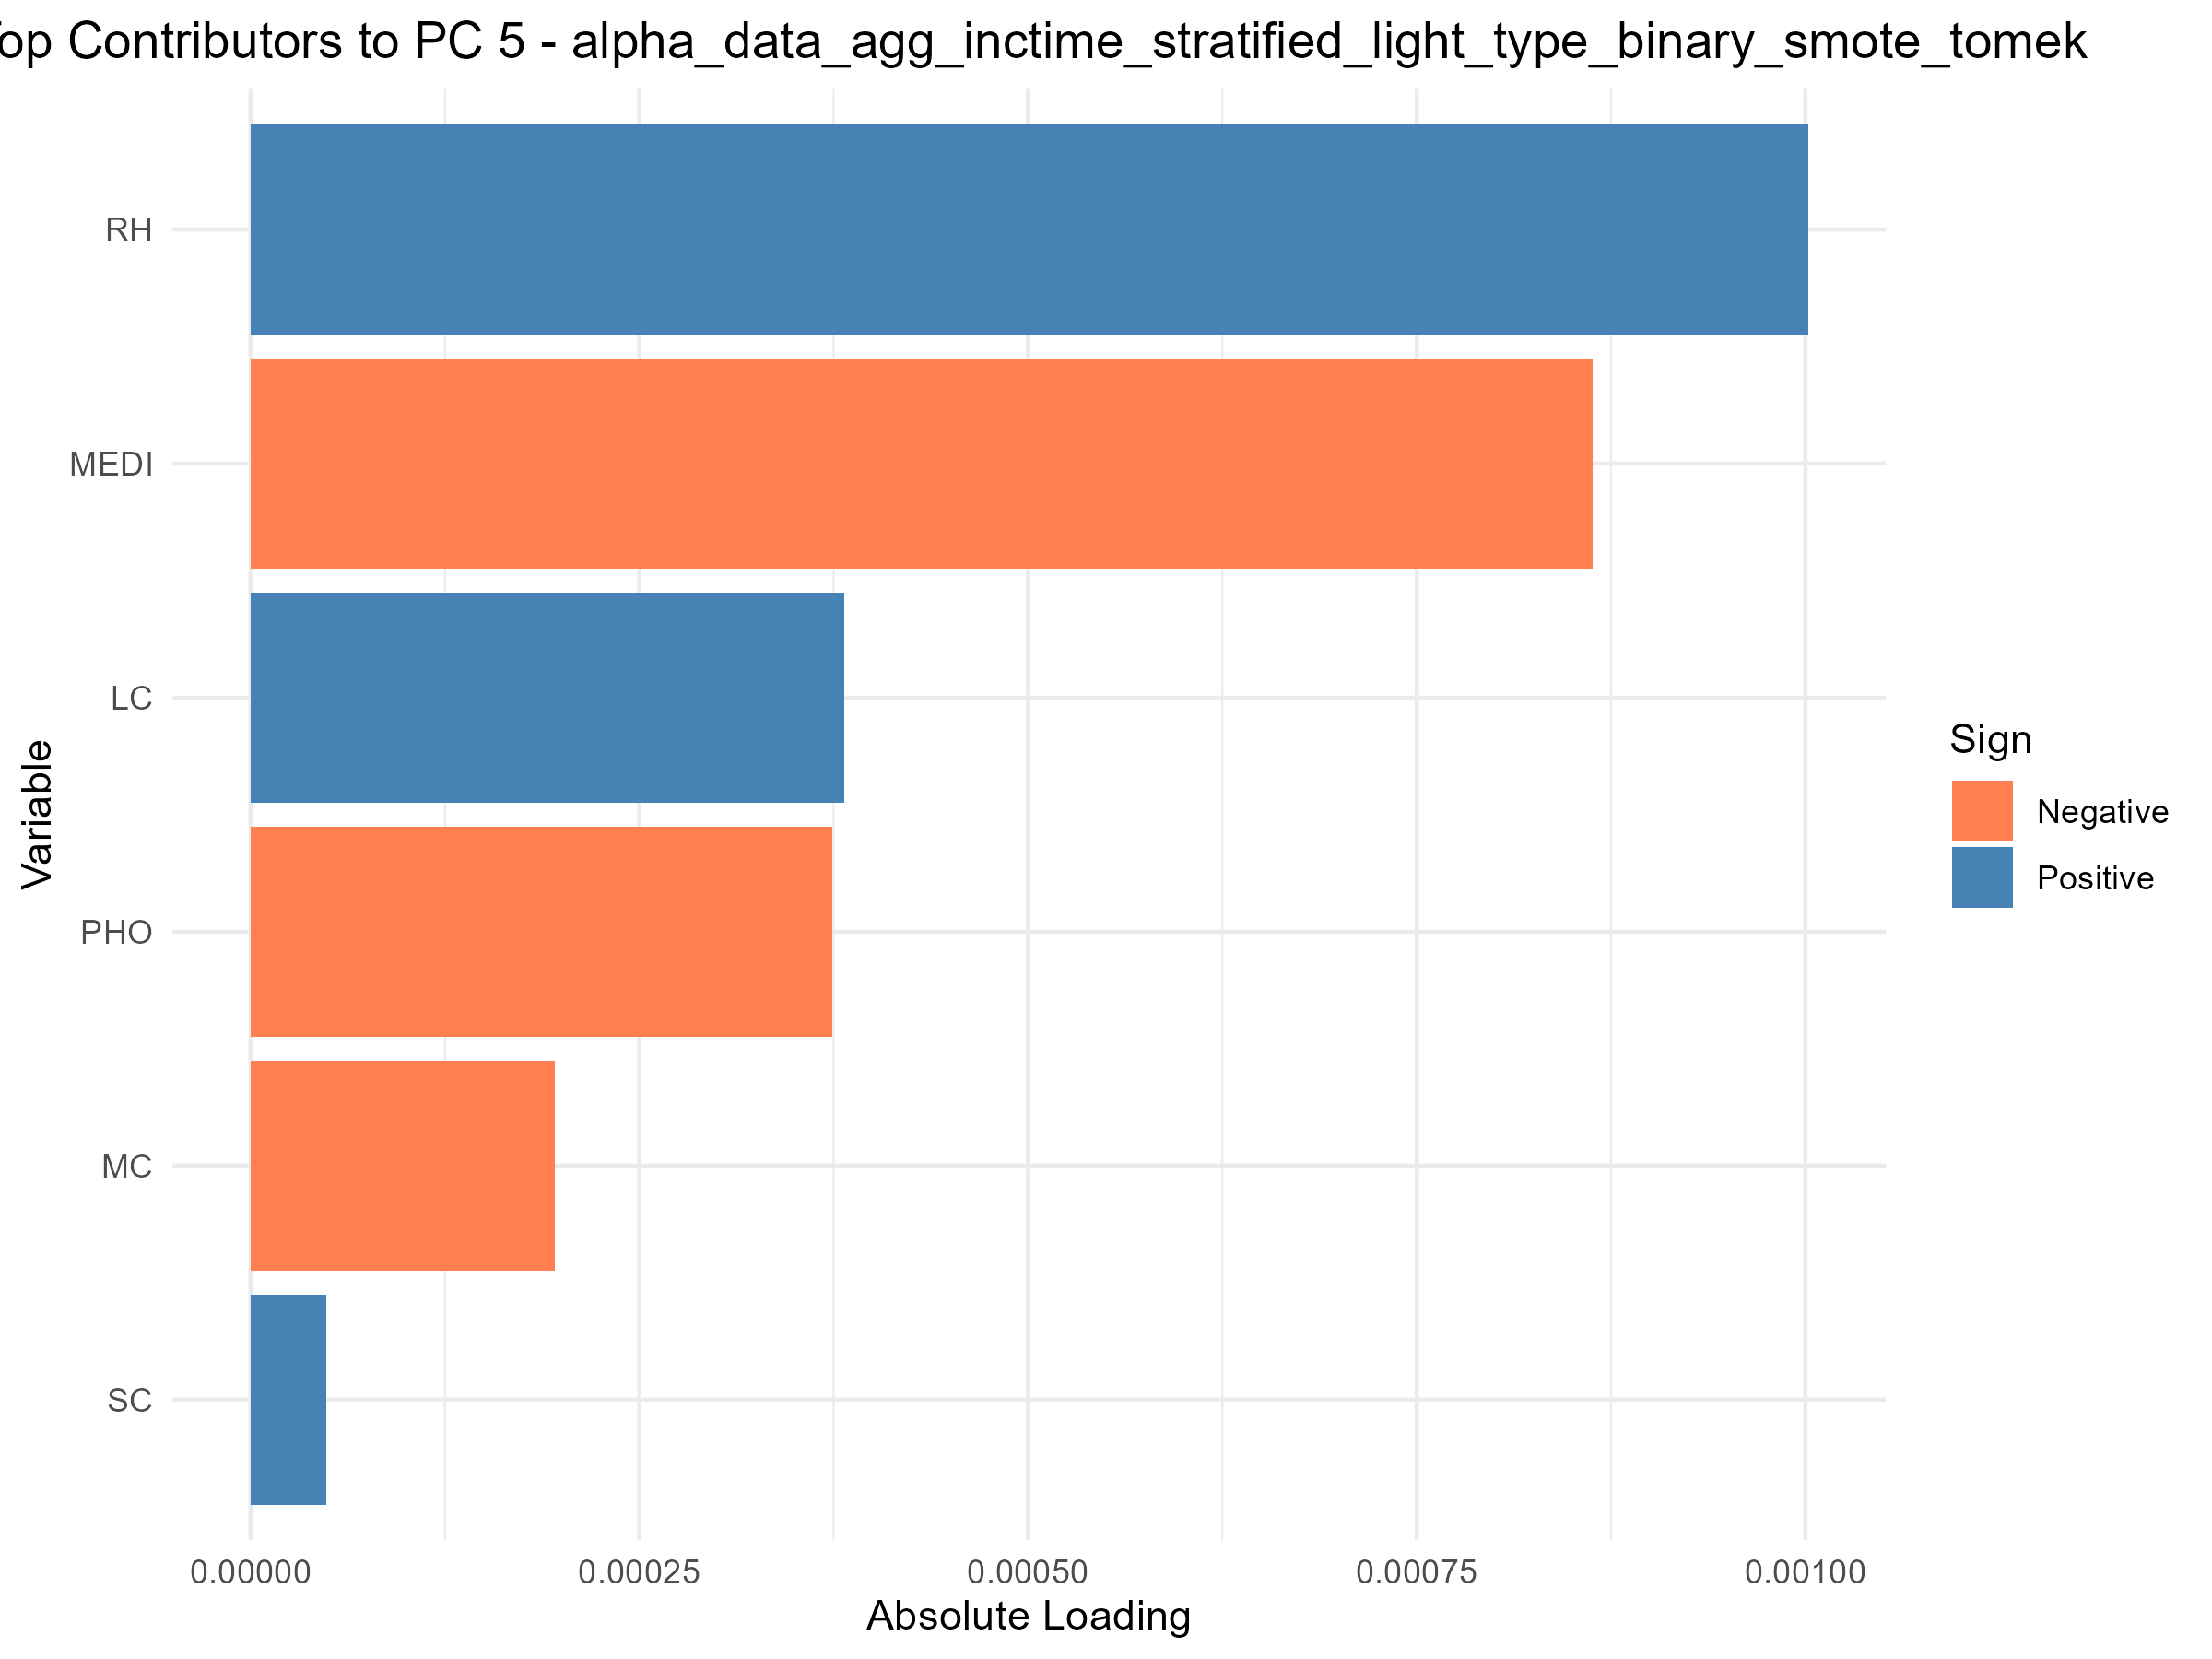 op Contributors to PC 5 - alpha_data_agg_inctime_stratified_light_type_binary_smote_tomek
RH
MEDI
LC
PHO
MC
SC
Variable
0.00000 0.00025 0.00050 0.00075 0.00100
Absolute Loading
Sign
Negative
Positive